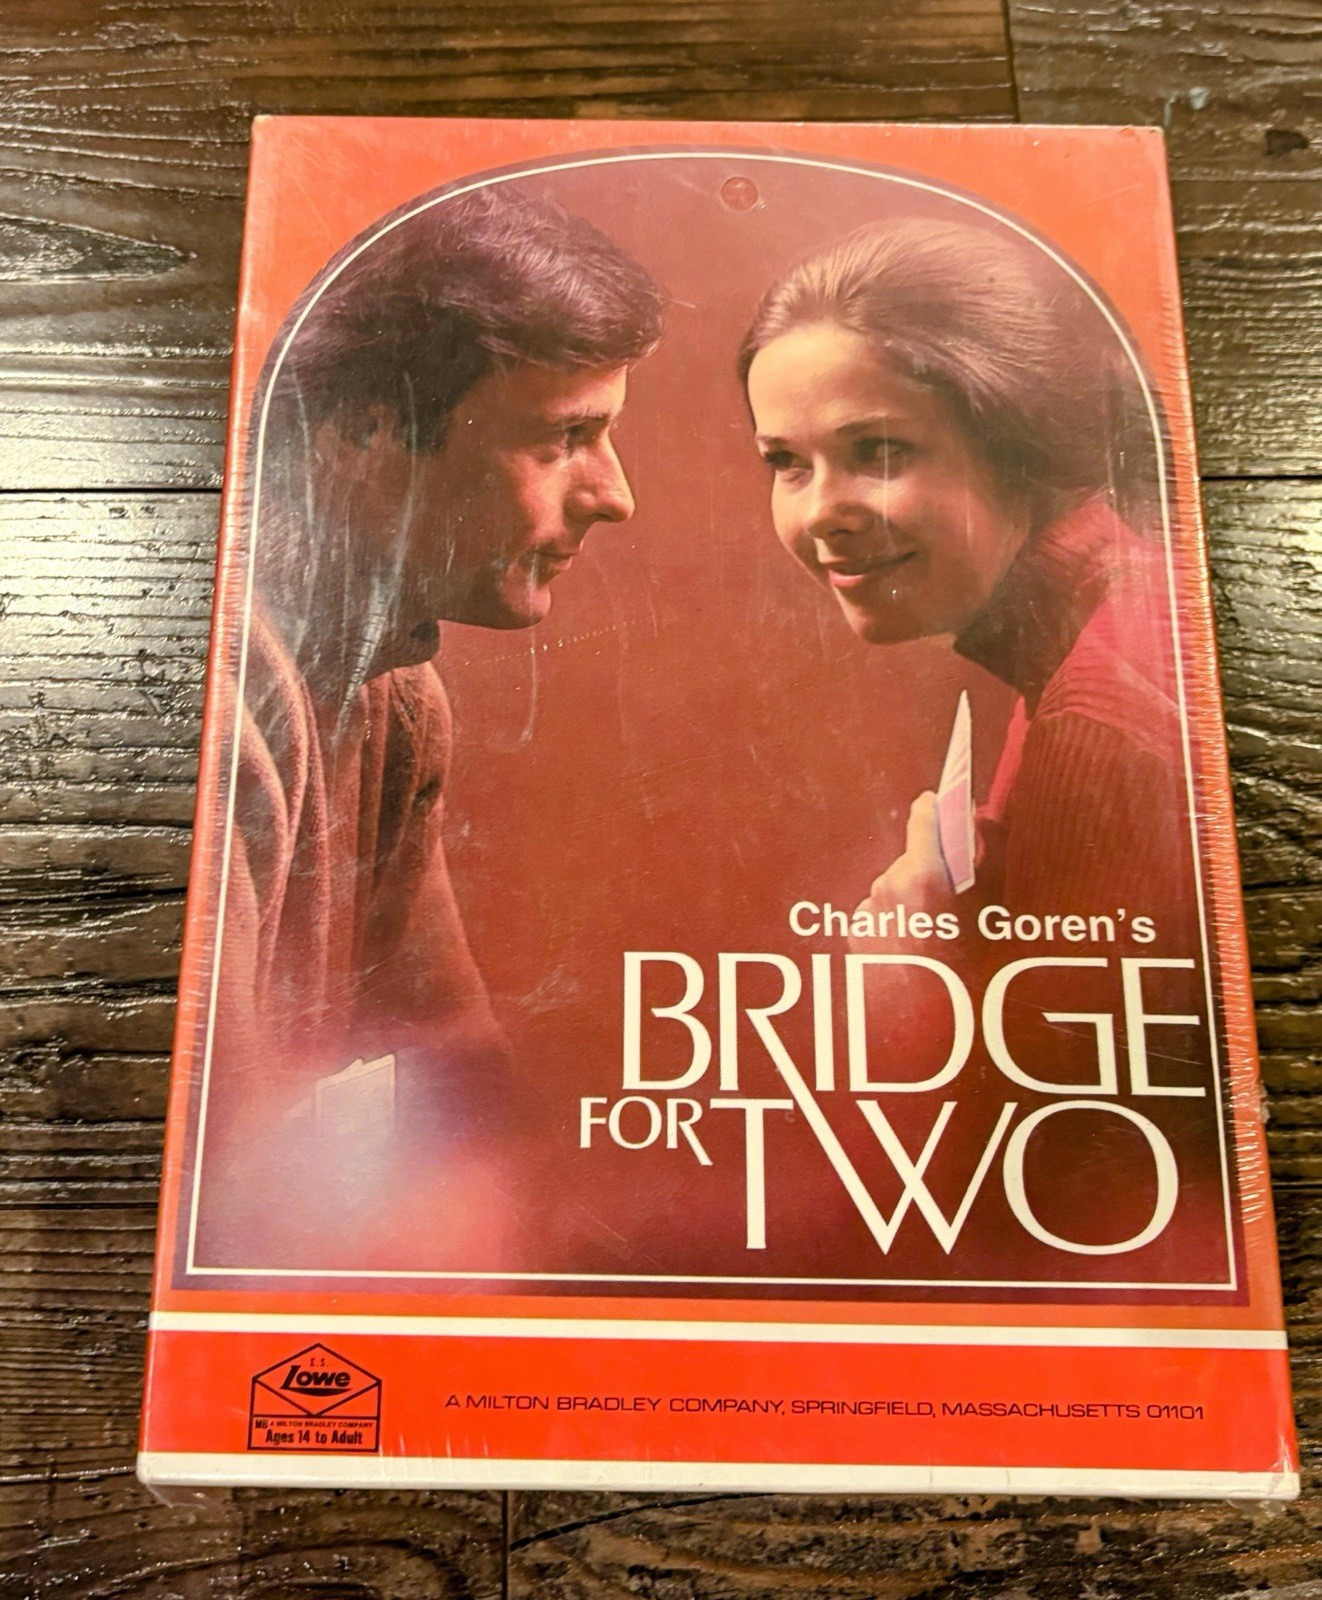 Charles Goren's
BRIDGE
FOR TWO
E.S.
Lowe
MB A MILTON BRADLEY COMPANY
Ages 14 to Adult
A MILTON BRADLEY COMPANY, SPRINGFIELD, MASSACHUSETTS 01101